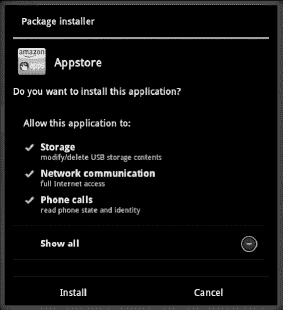 Package installer
amazon
apps
Appstore
Do you want to install this application?
Allow this application to:
Storage
modify/delete USB storage contents
Network communication
full Internet access
Phone calls
read phone state and identity
Show all
Install
Cancel